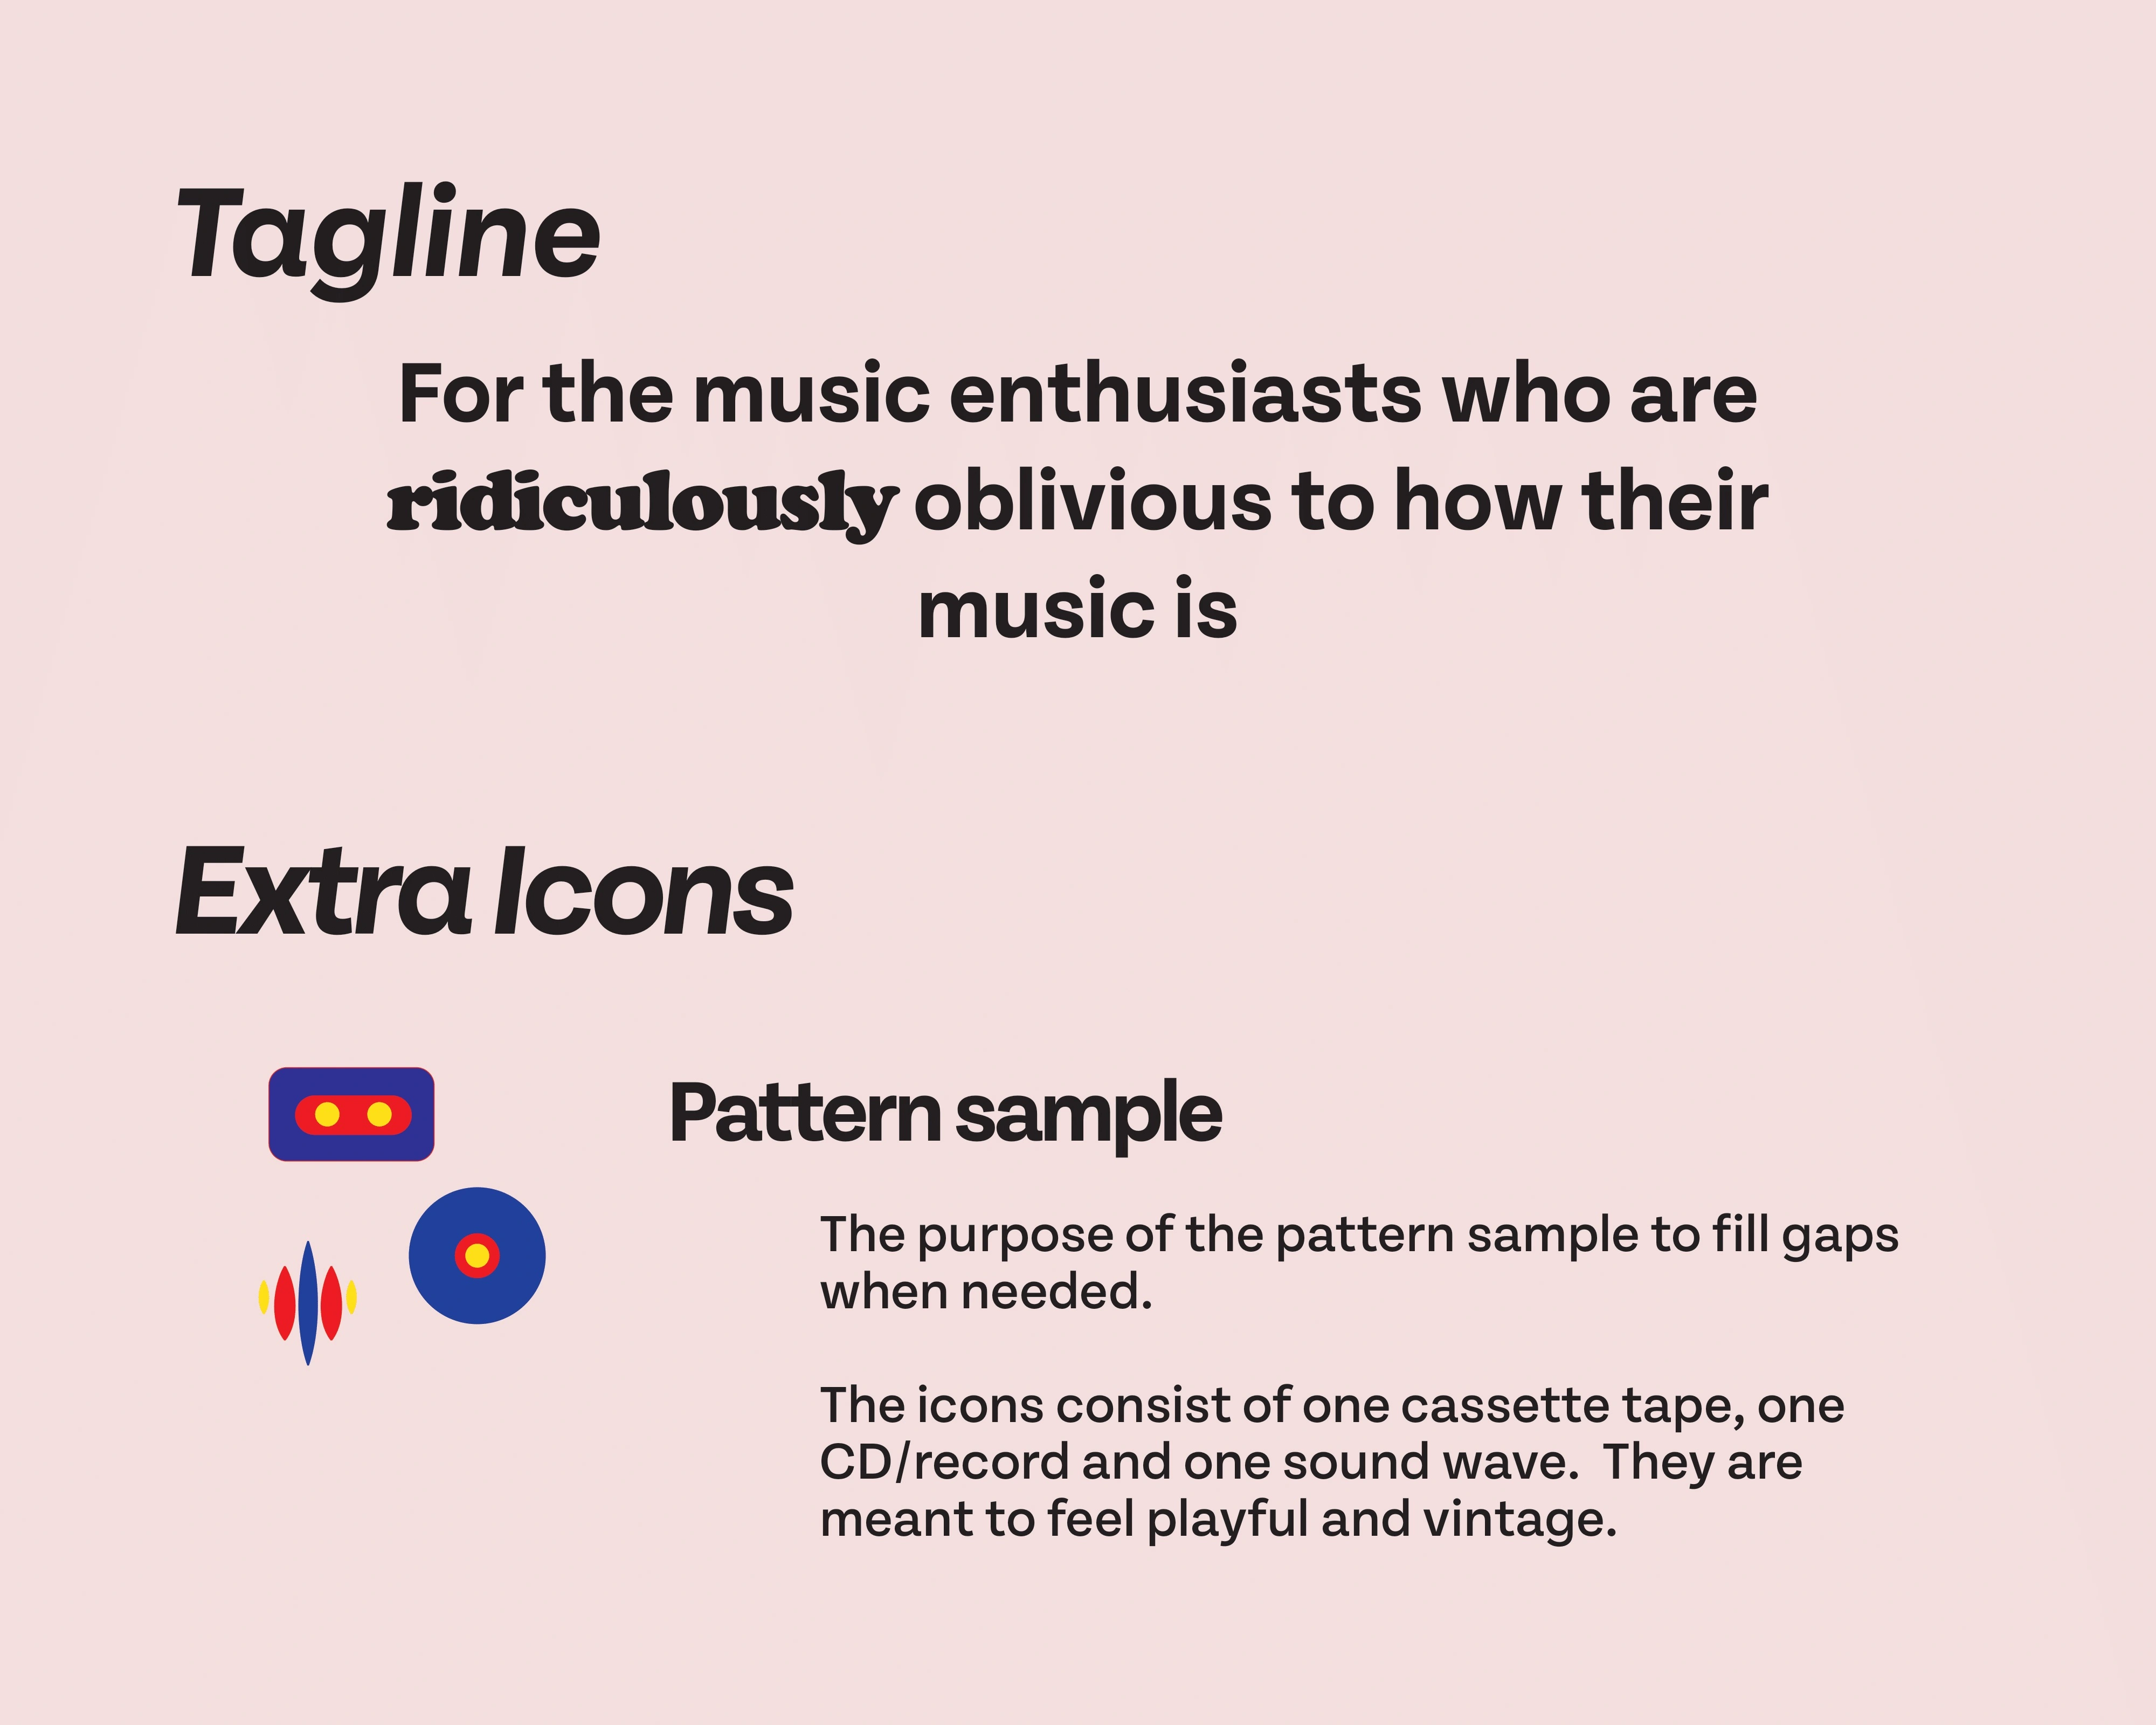 Tagline
For the music enthusiasts who are
ridiculously oblivious to how their
music is
Extra Icons
Pattern sample
The purpose of the pattern sample to fill gaps
when needed.
The icons consist of one cassette tape, one
CD/record and one sound wave.  They are
meant to feel playful and vintage.